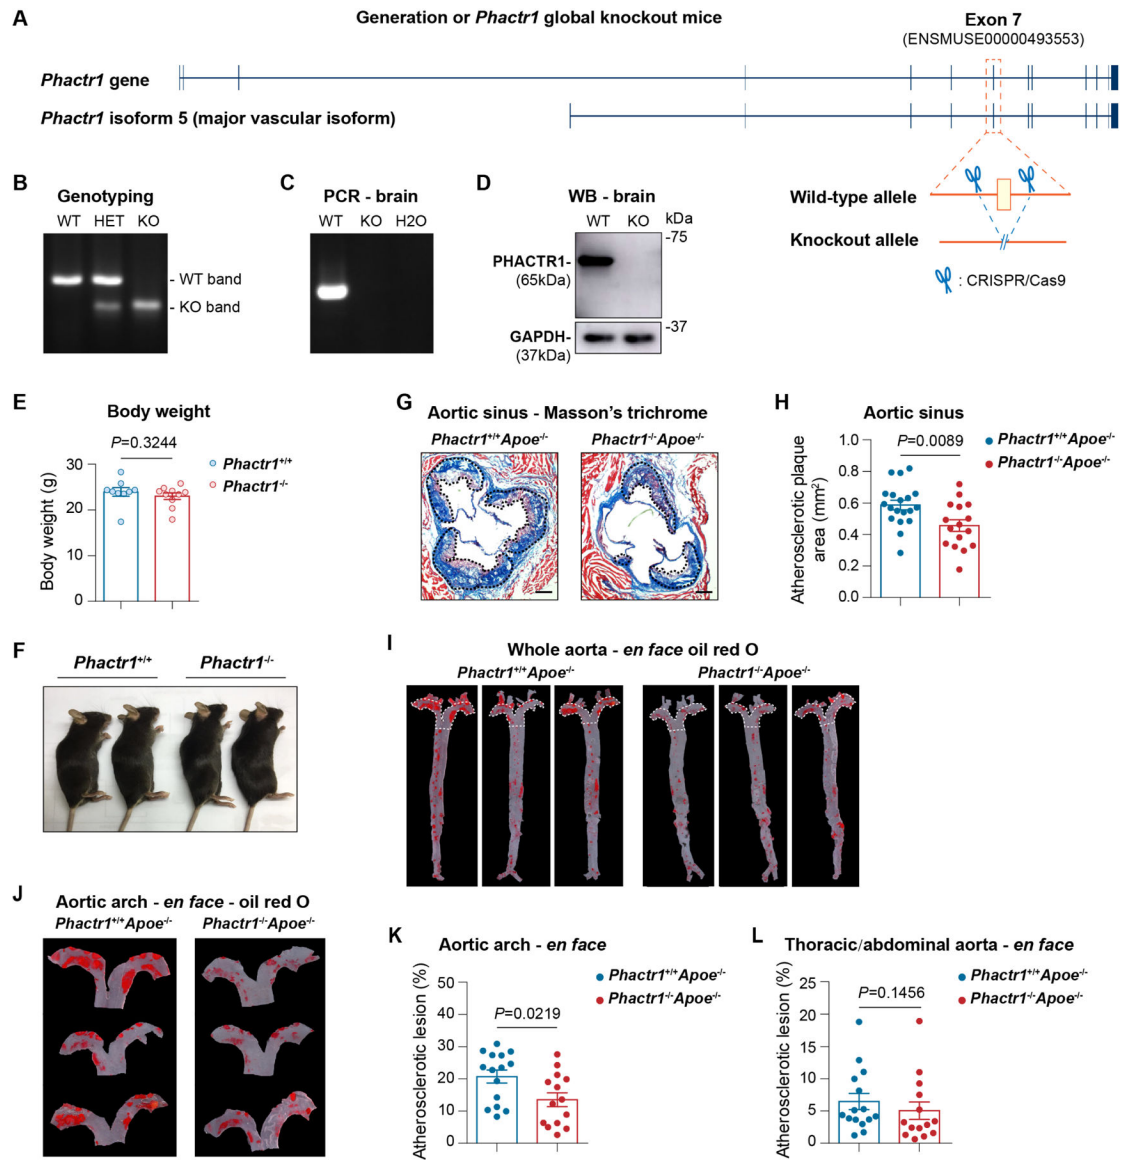 A
Generation or Phactr1 global knockout mice
Exon 7
(ENSMUSE00000493553)
Phactr1 gene
Phactr1 isoform 5 (major vascular isoform)
Wild-type allele
Knockout allele
: CRISPR/Cas9
B
Genotyping
WT HET KO
- WT band
- KO band
C
PCR - brain
WT KO H2O
D
WB - brain
WT KO kDa
-75
PHACTR1-
(65kDa)
-37
GAPDH-
(37kDa)
E
Body weight
P=0.3244
Body weight (g)
30
20
10
0
Phactr1+/+
Phactr1-/-
F
Phactr1+/+ Phactr1-/-
G
Aortic sinus - Masson's trichrome
Phactr1+/+Apoe-/- Phactr1-/-Apoe-/-
H
Aortic sinus
P=0.0089
Atherosclerotic plaque
area (mm2)
1.0
0.8
0.6
0.4
0.2
0.0
Phactr1+/+Apoe-/-
Phactr1-/-Apoe-/-
I
Whole aorta - en face oil red O
Phactr1+/+Apoe-/- Phactr1-/-Apoe-/-
J
Aortic arch - en face - oil red O
Phactr1+/+Apoe-/- Phactr1-/-Apoe-/-
K
Aortic arch - en face
P=0.0219
Atherosclerotic lesion (%)
50
40
30
20
10
0
Phactr1+/+Apoe-/-
Phactr1-/-Apoe-/-
L
Thoracic/abdominal aorta - en face
P=0.1456
Atherosclerotic lesion (%)
25
20
15
10
5
0
Phactr1+/+Apoe-/-
Phactr1-/-Apoe-/-